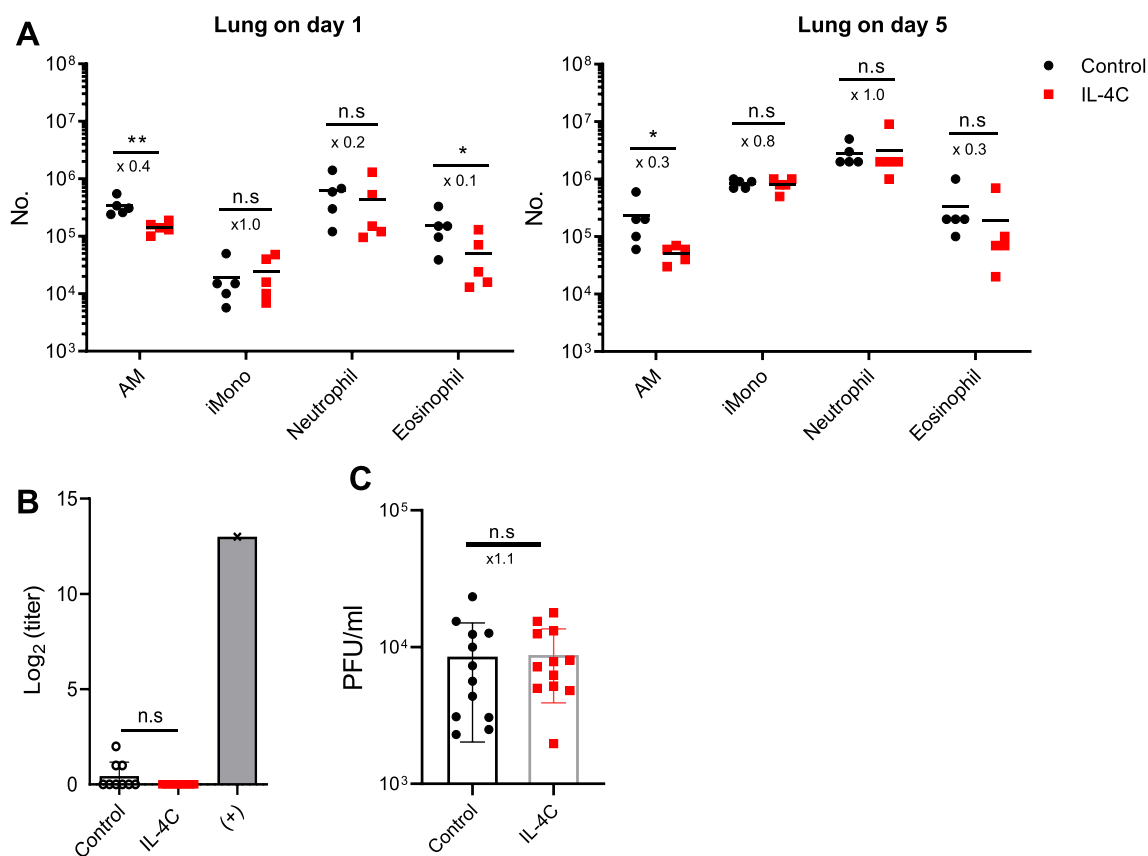 A
Lung on day 1
Lung on day 5
Control
IL-4C
No.
10⁸
10⁷
10⁶
10⁵
10⁴
10³
**
x 0.4
n.s
x1.0
n.s
x 0.2
*
x 0.1
AM
iMono
Neutrophil
Eosinophil
No.
10⁸
10⁷
10⁶
10⁵
10⁴
10³
*
x 0.3
n.s
x 0.8
n.s
x 1.0
n.s
x 0.3
AM
iMono
Neutrophil
Eosinophil
B
Log₂ (titer)
15
10
5
0
n.s
Control
IL-4C
(+)
C
PFU/ml
10⁵
10⁴
10³
n.s
x1.1
Control
IL-4C